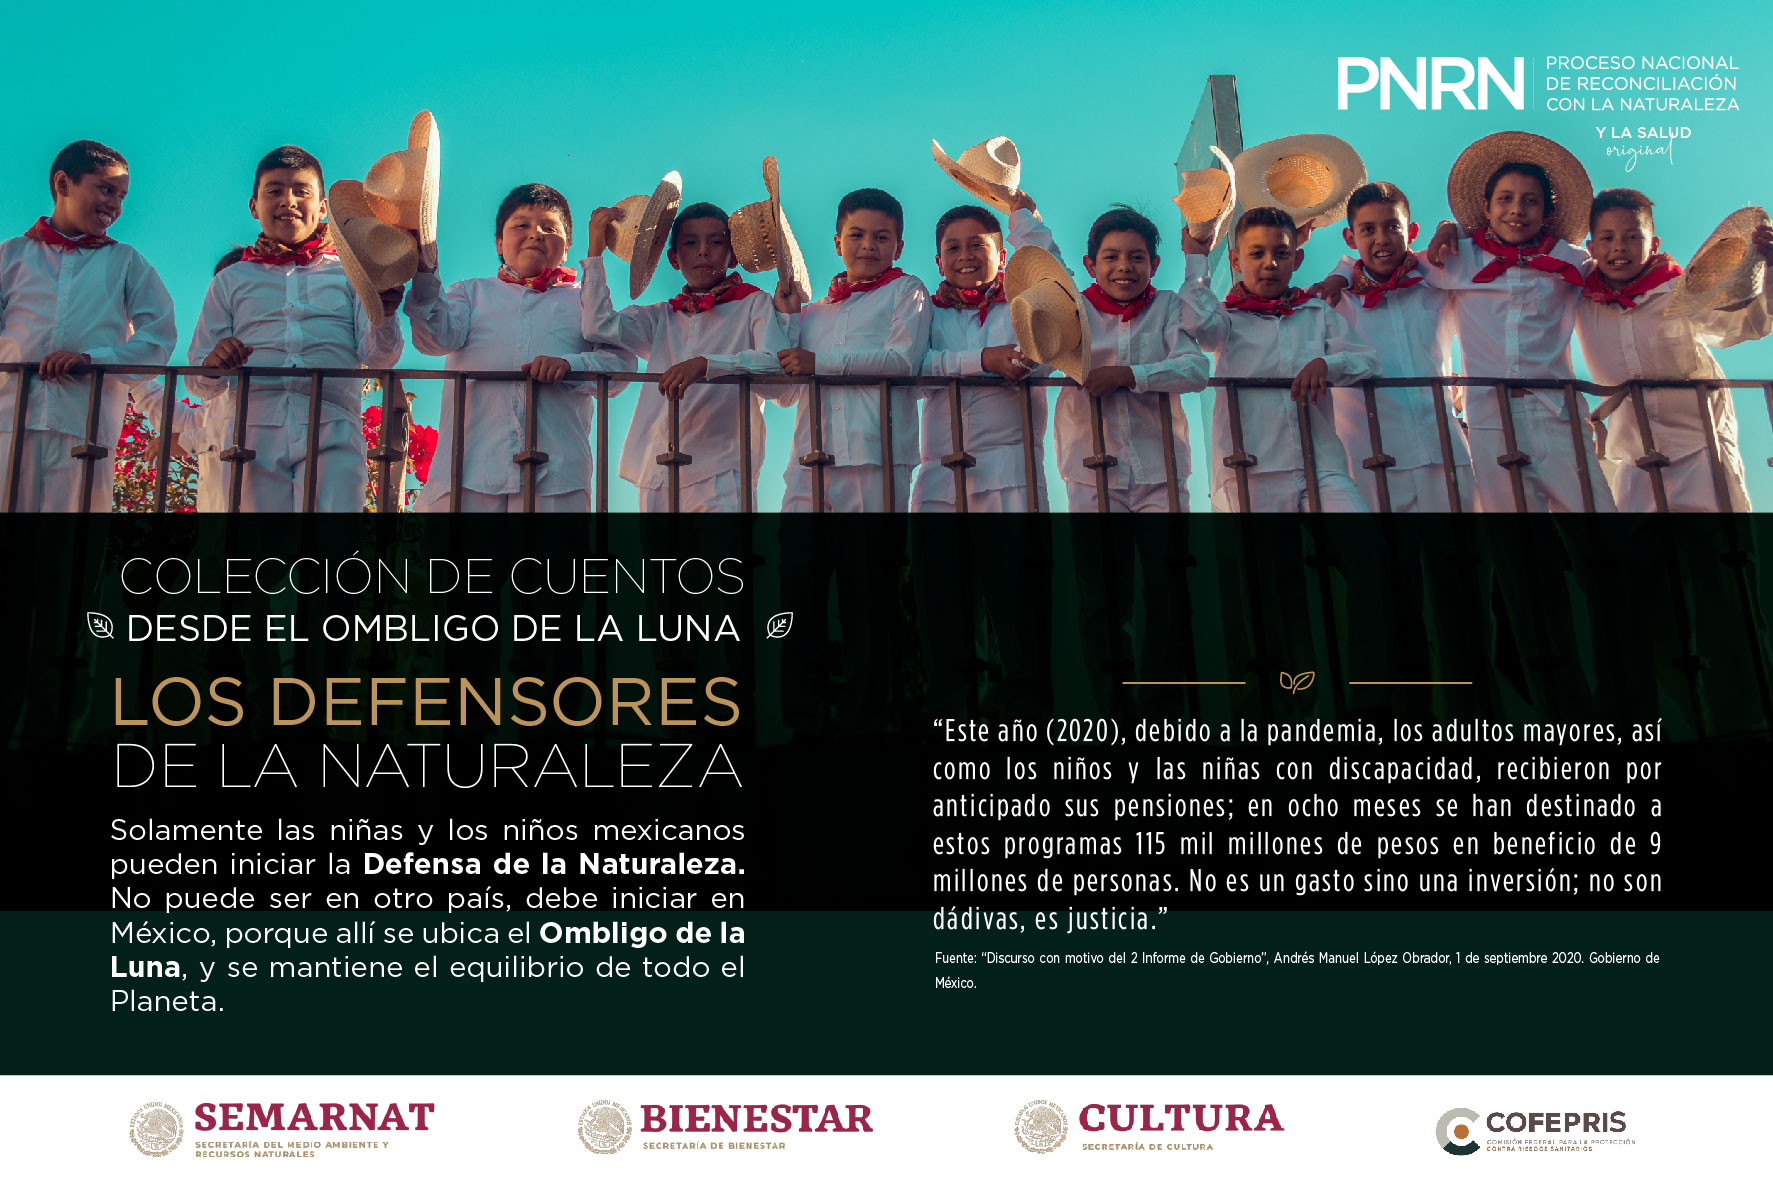 PNRN
PROCESO NACIONAL
DE RECONCILIACIÓN
CON LA NATURALEZA
Y LA SALUD
original
COLECCIÓN DE CUENTOS
DESDE EL OMBLIGO DE LA LUNA
LOS DEFENSORES
DE LA NATURALEZA
Solamente las niñas y los niños mexicanos
pueden iniciar la Defensa de la Naturaleza.
No puede ser en otro país, debe iniciar en
México, porque allí se ubica el Ombligo de la
Luna, y se mantiene el equilibrio de todo el
Planeta.
“Este año (2020), debido a la pandemia, los adultos mayores, así
como los niños y las niñas con discapacidad, recibieron por
anticipado sus pensiones; en ocho meses se han destinado a
estos programas 115 mil millones de pesos en beneficio de 9
millones de personas. No es un gasto sino una inversión; no son
dádivas, es justicia.”
Fuente: “Discurso con motivo del 2 Informe de Gobierno”, Andrés Manuel López Obrador, 1 de septiembre 2020. Gobierno de
México.
SEMARNAT
SECRETARÍA DEL MEDIO AMBIENTE Y
RECURSOS NATURALES
BIENESTAR
SECRETARÍA DE BIENESTAR
CULTURA
SECRETARÍA DE CULTURA
COFEPRIS
COMISIÓN FEDERAL PARA LA PROTECCIÓN
CONTRA RIESGOS SANITARIOS